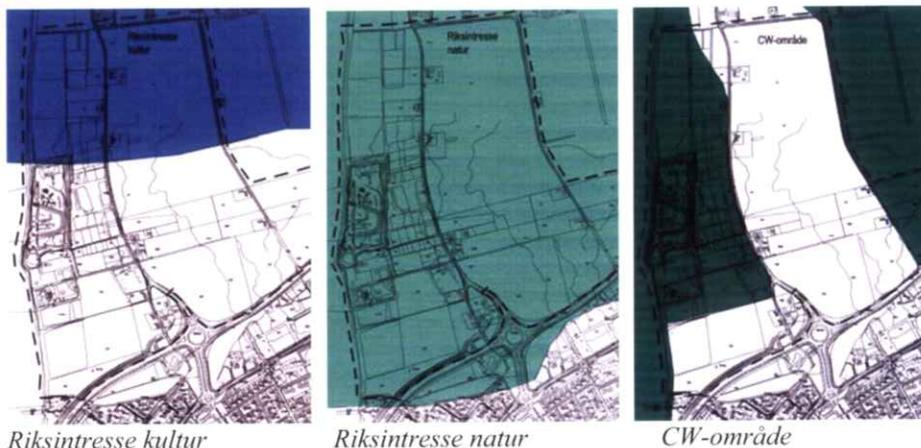 Riksintresse
kultur
Riksintresse
natur
CW-område
Riksintresse kultur
Riksintresse natur
CW-område